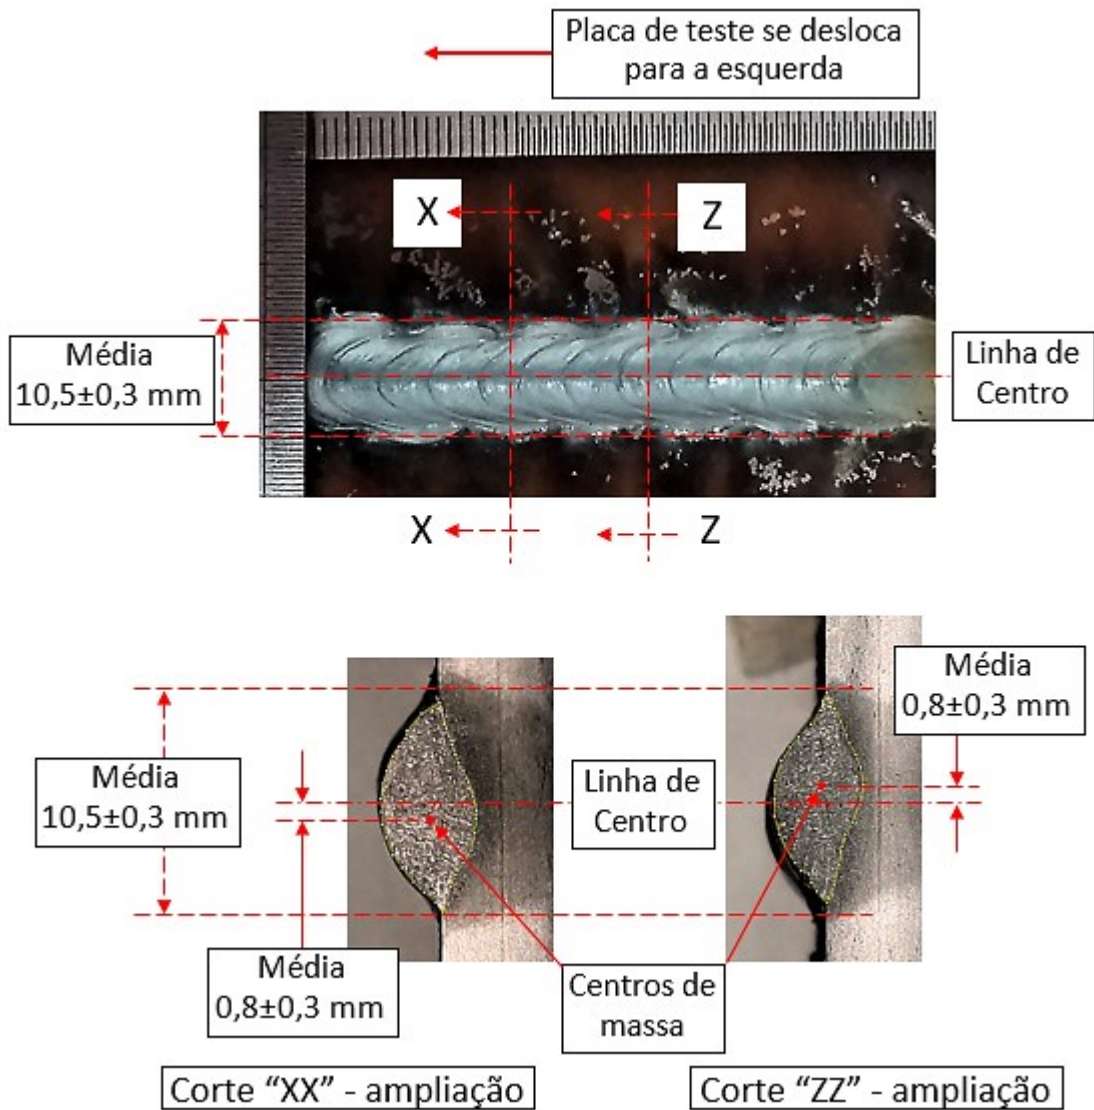 Placa de teste se desloca
para a esquerda
X
Z
Média
10,5±0,3 mm
Linha de
Centro
X
Z
Média
0,8±0,3 mm
Média
10,5±0,3 mm
Linha de
Centro
Média
0,8±0,3 mm
Centros de
massa
Corte “XX” - ampliação
Corte “ZZ” - ampliação